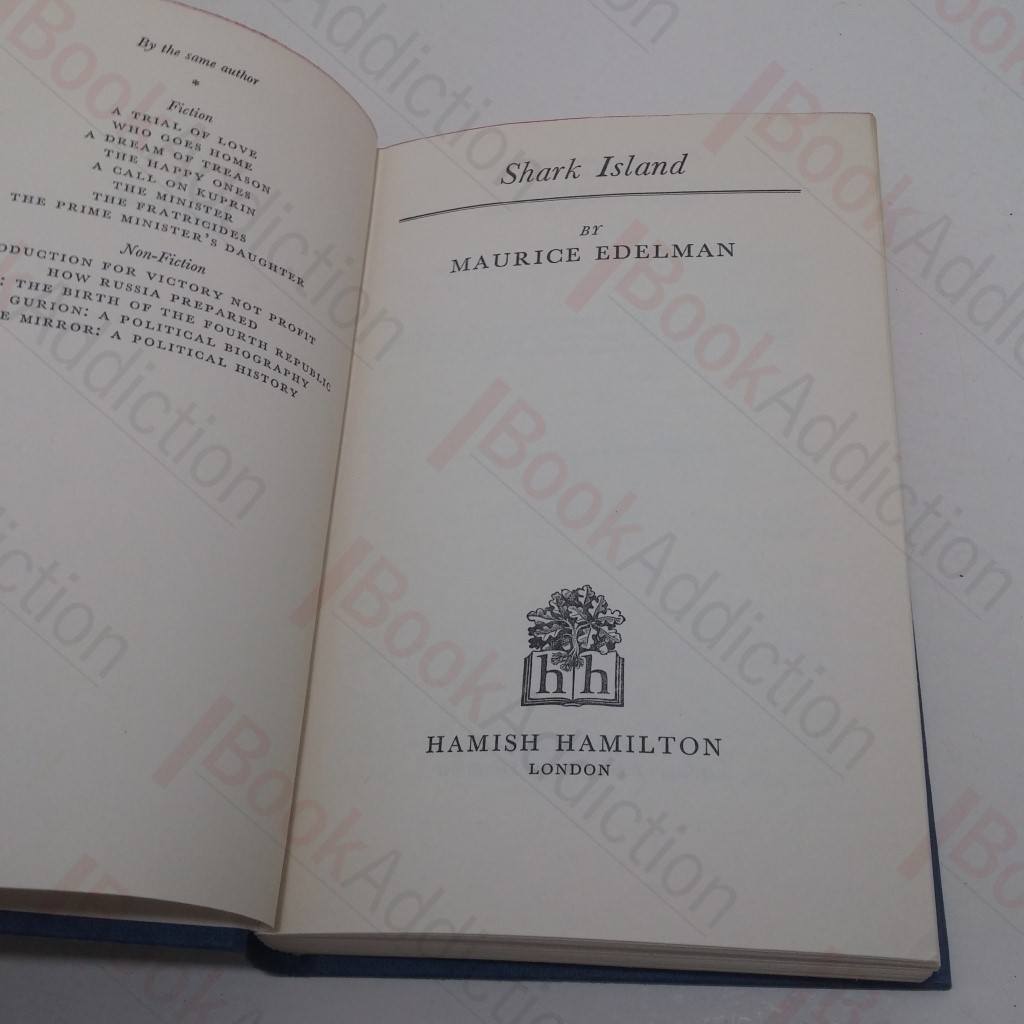 By the same author
*
Fiction
A TRIAL OF LOVE
WHO GOES HOME
A DREAM OF TREASON
THE HAPPY ONES
A CALL ON KUPRIN
THE MINISTER
THE FRATRICIDES
THE PRIME MINISTER'S DAUGHTER
Non-Fiction
ODUCTION FOR VICTORY NOT PROFIT
HOW RUSSIA PREPARED
: THE BIRTH OF THE FOURTH REPUBLIC
GURION: A POLITICAL BIOGRAPHY
E MIRROR: A POLITICAL HISTORY
Shark Island
BY
MAURICE EDELMAN
hh
HAMISH HAMILTON
LONDON
BookAddiction